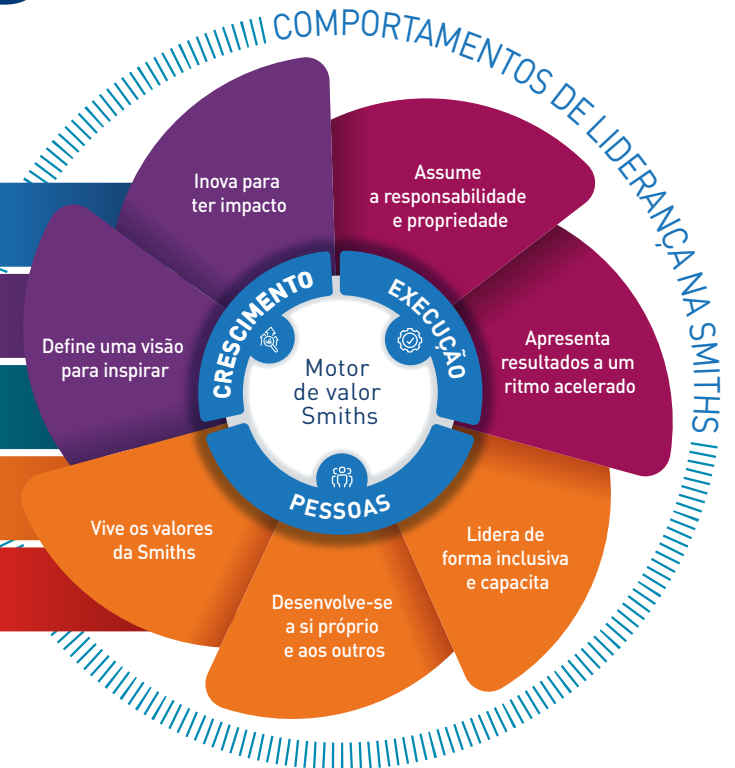 COMPORTAMENTOS DE LIDERANÇA NA SMITHS
Inova para
ter impacto
Assume
a responsabilidade
e propriedade
Define uma visão
para inspirar
Apresenta
resultados a um
ritmo acelerado
CRESCIMENTO
EXECUÇÃO
Motor
de valor
Smiths
PESSOAS
Vive os valores
da Smiths
Lidera de
forma inclusiva
e capacita
Desenvolve-se
a si próprio
e aos outros